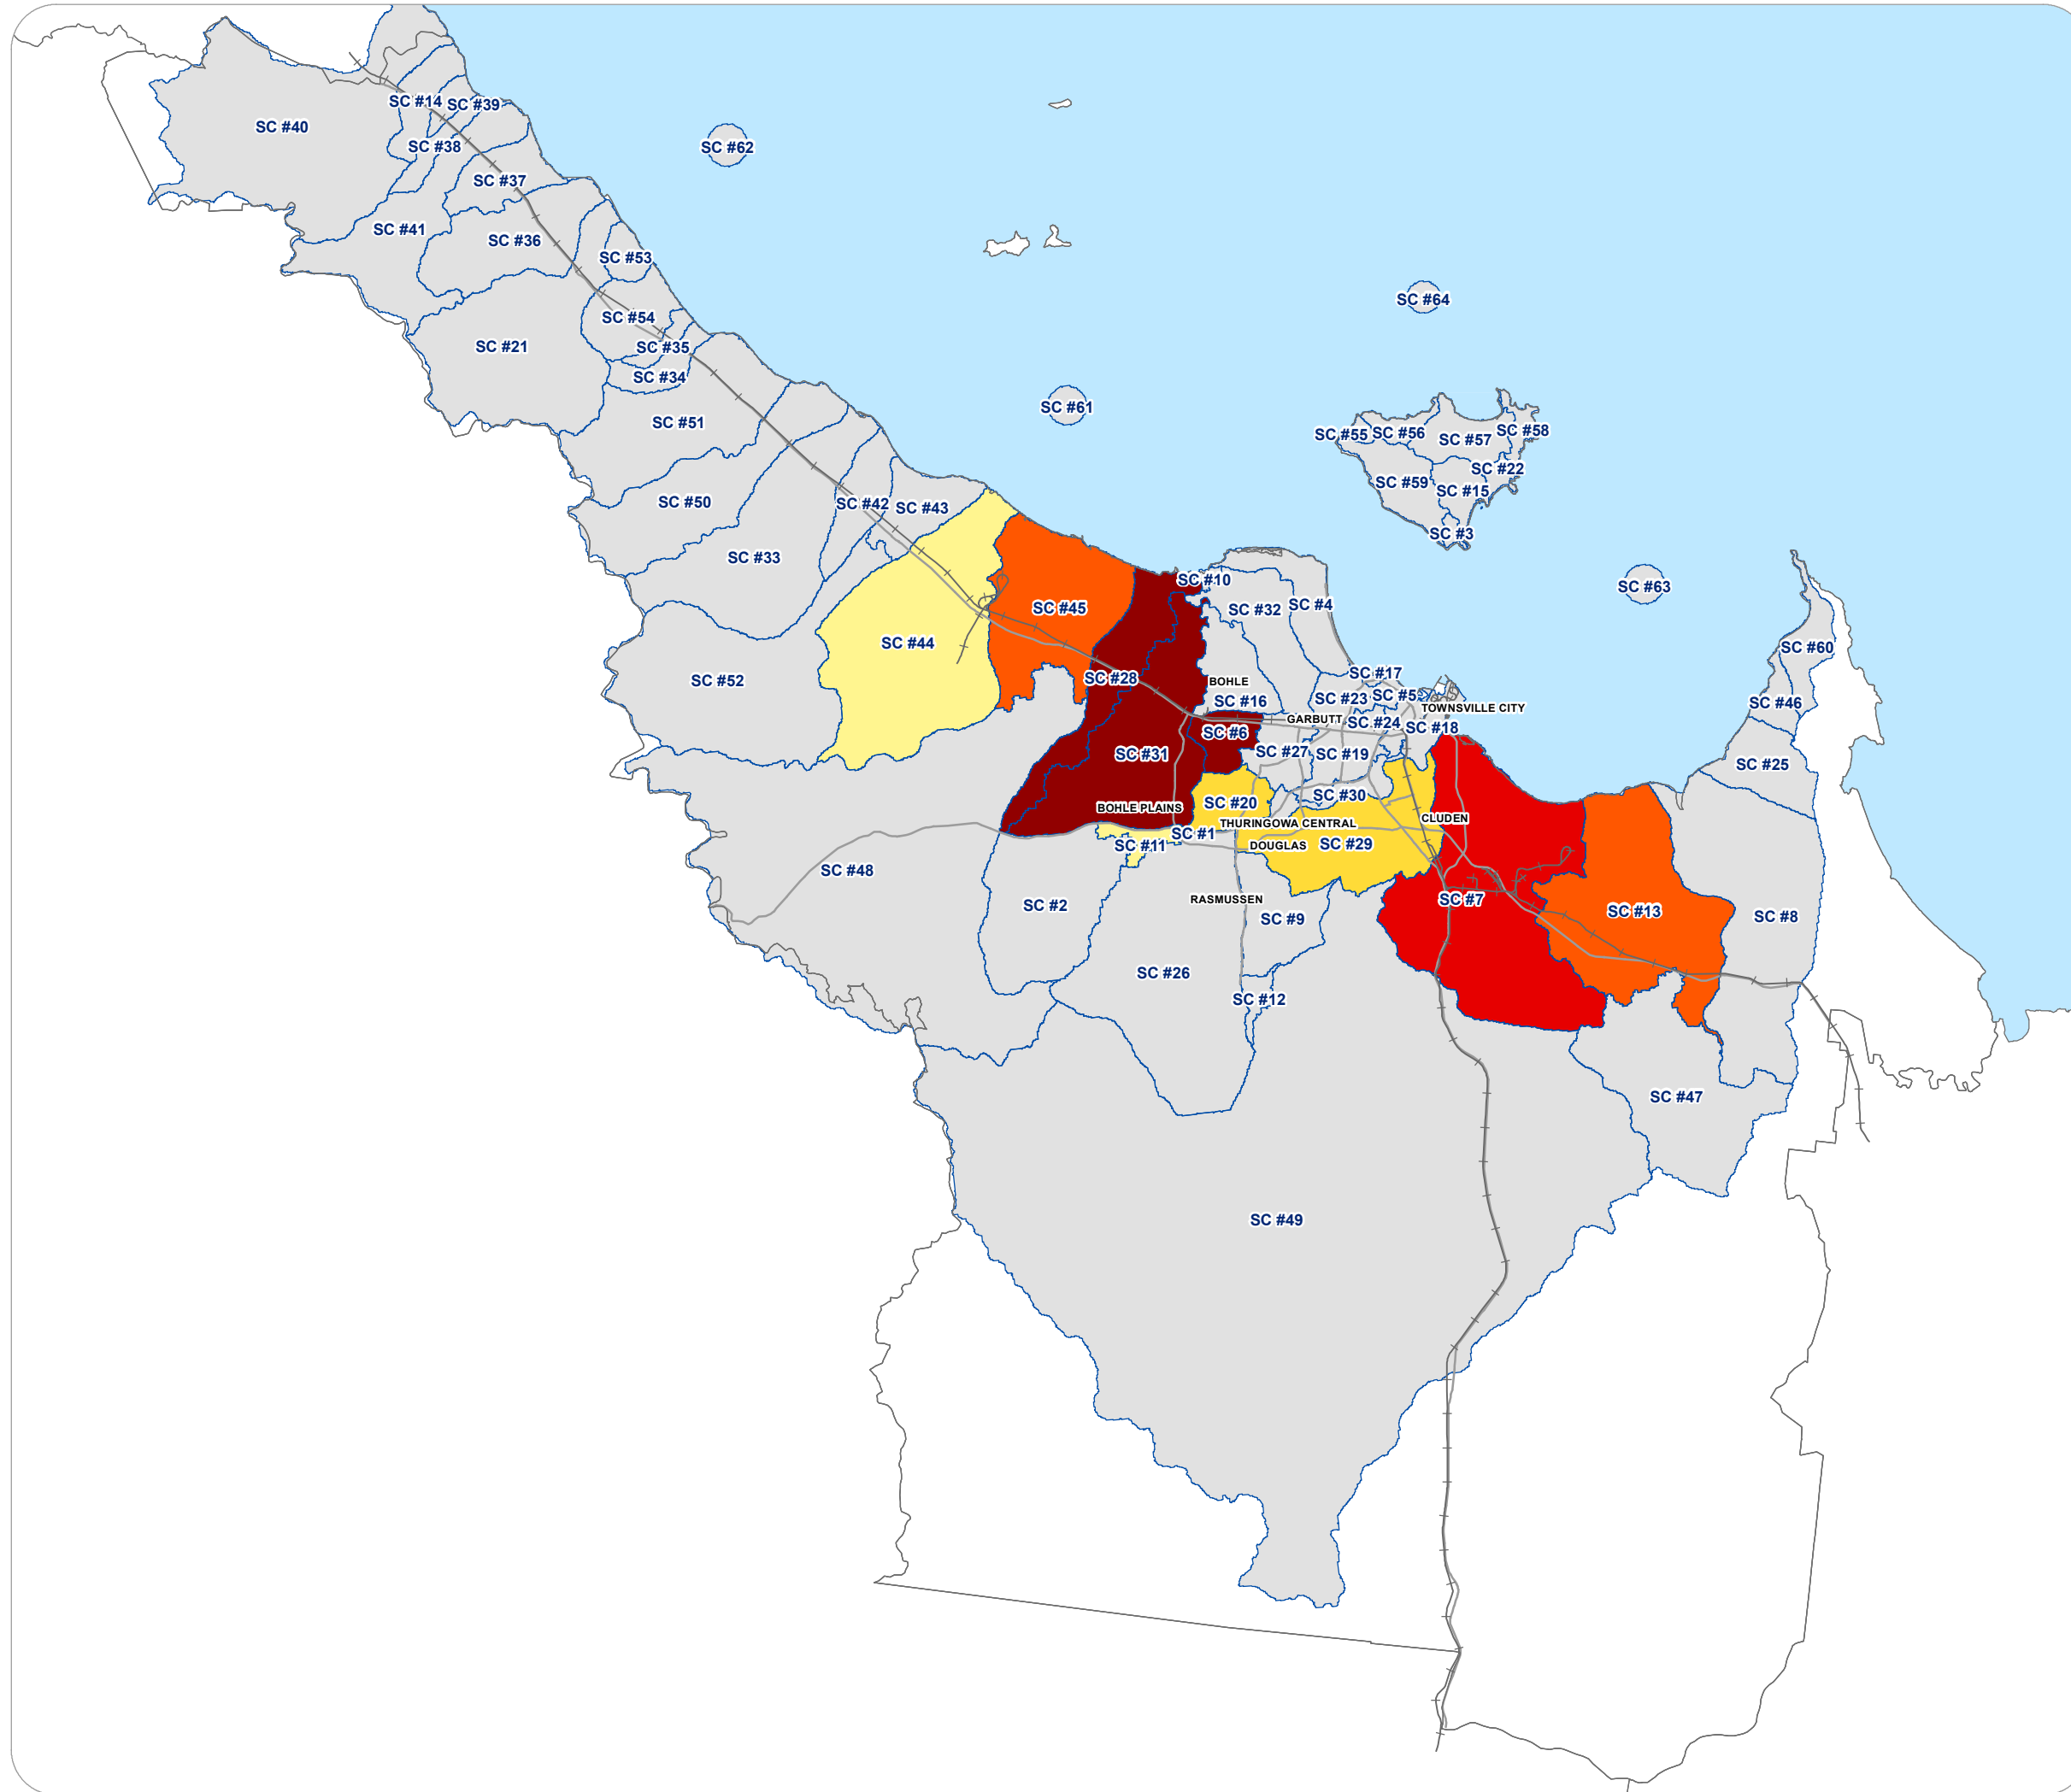 SC #14
SC #39
SC #40
SC #38
SC #62
SC #37
SC #41
SC #36
SC #53
SC #64
SC #54
SC #21
SC #35
SC #34
SC #61
SC #51
SC #55
SC #56
SC #57
SC #58
SC #22
SC #59
SC #15
SC #50
SC #42
SC #43
SC #3
SC #33
SC #10
SC #63
SC #45
SC #32
SC #4
SC #44
SC #60
SC #17
SC #28
SC #52
BOHLE
SC #5
SC #23
SC #16
SC #46
TOWNSVILLE CITY
GARBUTT
SC #24
SC #18
SC #6
SC #27
SC #19
SC #31
SC #25
SC #30
SC #20
BOHLE PLAINS
CLUDEN
THURINGOWA CENTRAL
SC #1
SC #11
DOUGLAS
SC #29
SC #48
RASMUSSEN
SC #7
SC #2
SC #9
SC #13
SC #8
SC #26
SC #12
SC #47
SC #49